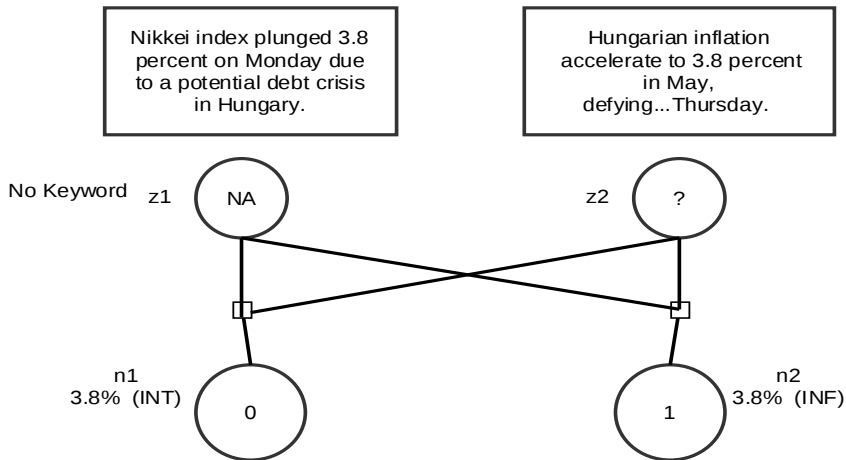 Nikkei index plunged 3.8
percent on Monday due
to a potential debt crisis
in Hungary.
Hungarian inflation
accelerate to 3.8 percent
in May,
defying...Thursday.
No Keyword
z1
NA
z2
?
n1
3.8% (INT)
0
1
n2
3.8% (INF)